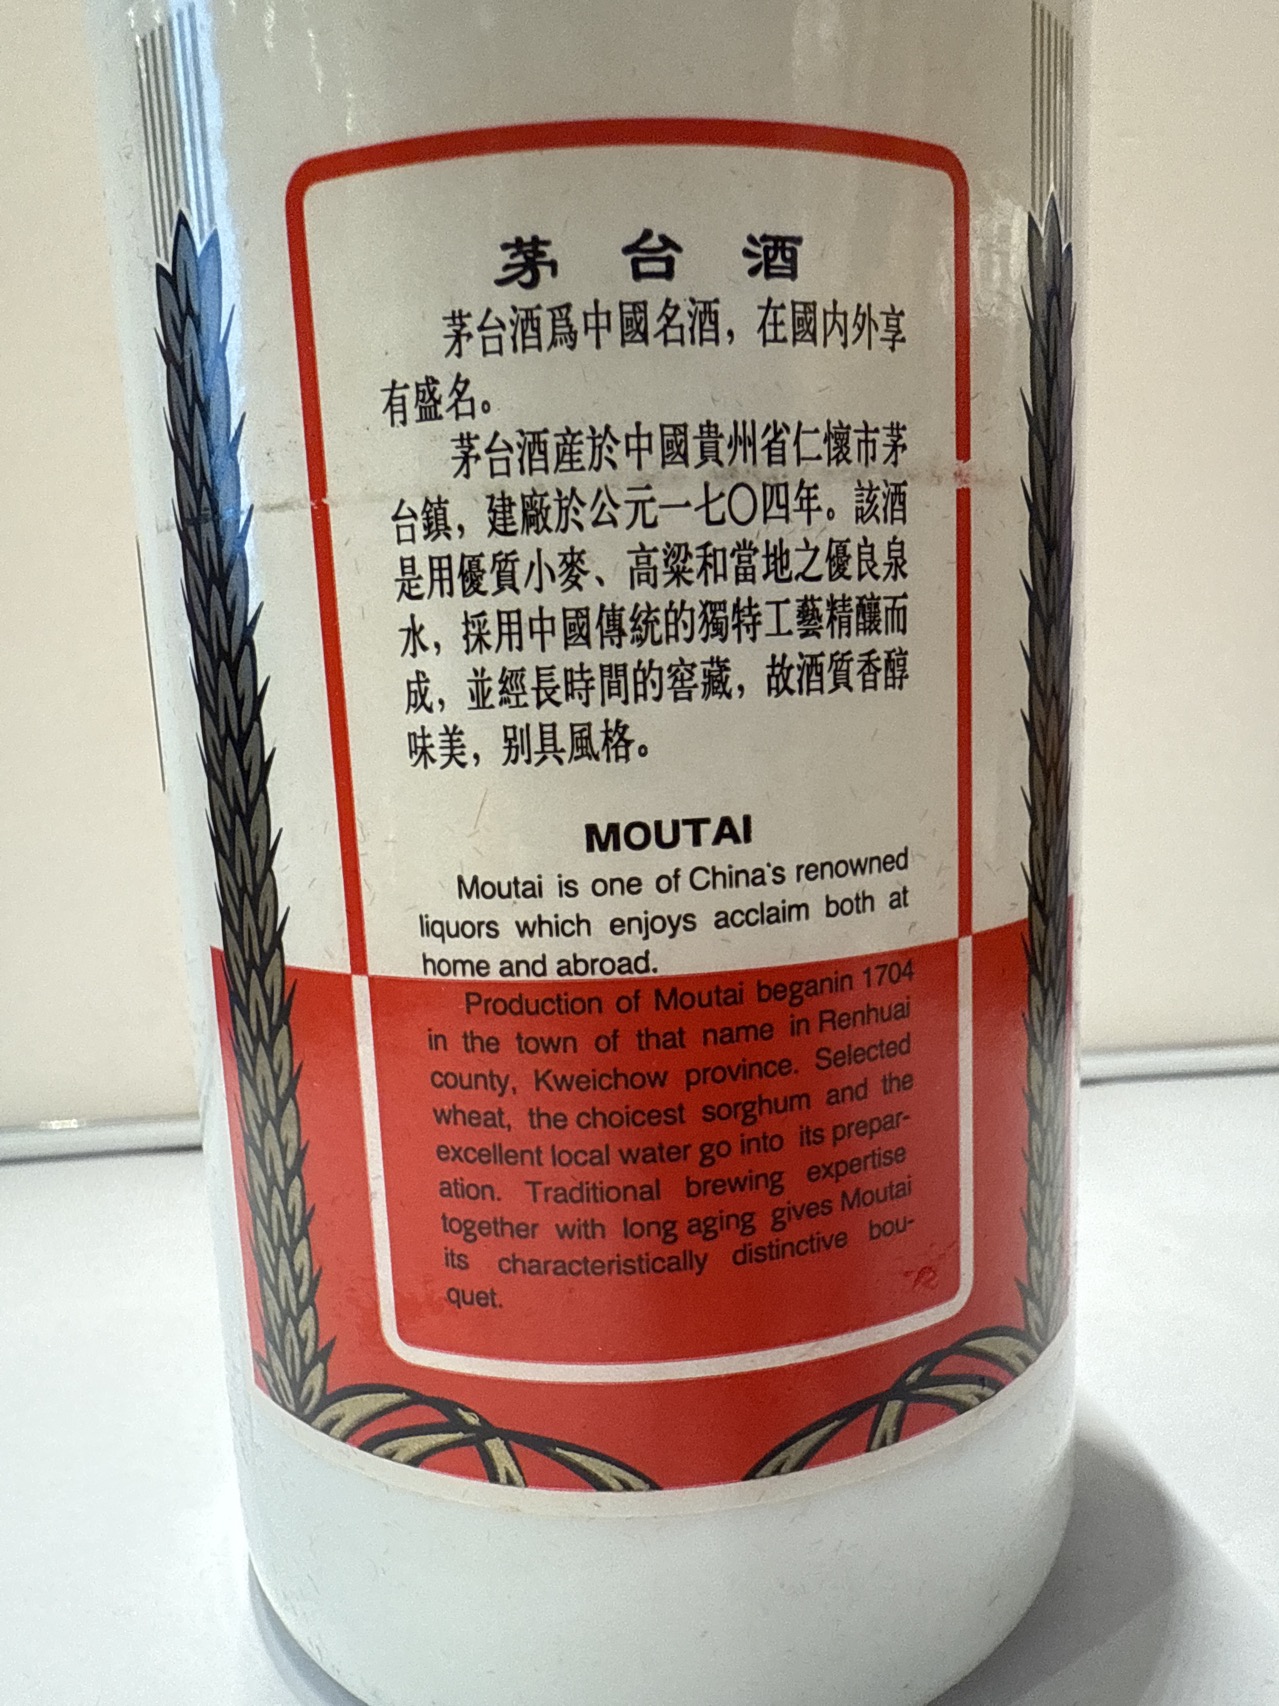 茅台酒
茅台酒爲中國名酒，在國内外享
有盛名。
茅台酒産於中國貴州省仁懷市茅
台鎮，建廠於公元一七〇四年。該酒
是用優質小麥、高粱和當地之優良泉
水，採用中國傳統的獨特工藝精釀而
成，並經長時間的窖藏，故酒質香醇
味美，别具風格。
MOUTAI
Moutai is one of China's renowned
liquors which enjoys acclaim both at
home and abroad.
Production of Moutai beganin 1704
in the town of that name in Renhuai
county, Kweichow province. Selected
wheat, the choicest sorghum and the
excellent local water go into its prepar-
ation. Traditional brewing expertise
together with long aging gives Moutai
its characteristically distinctive bou-
quet.